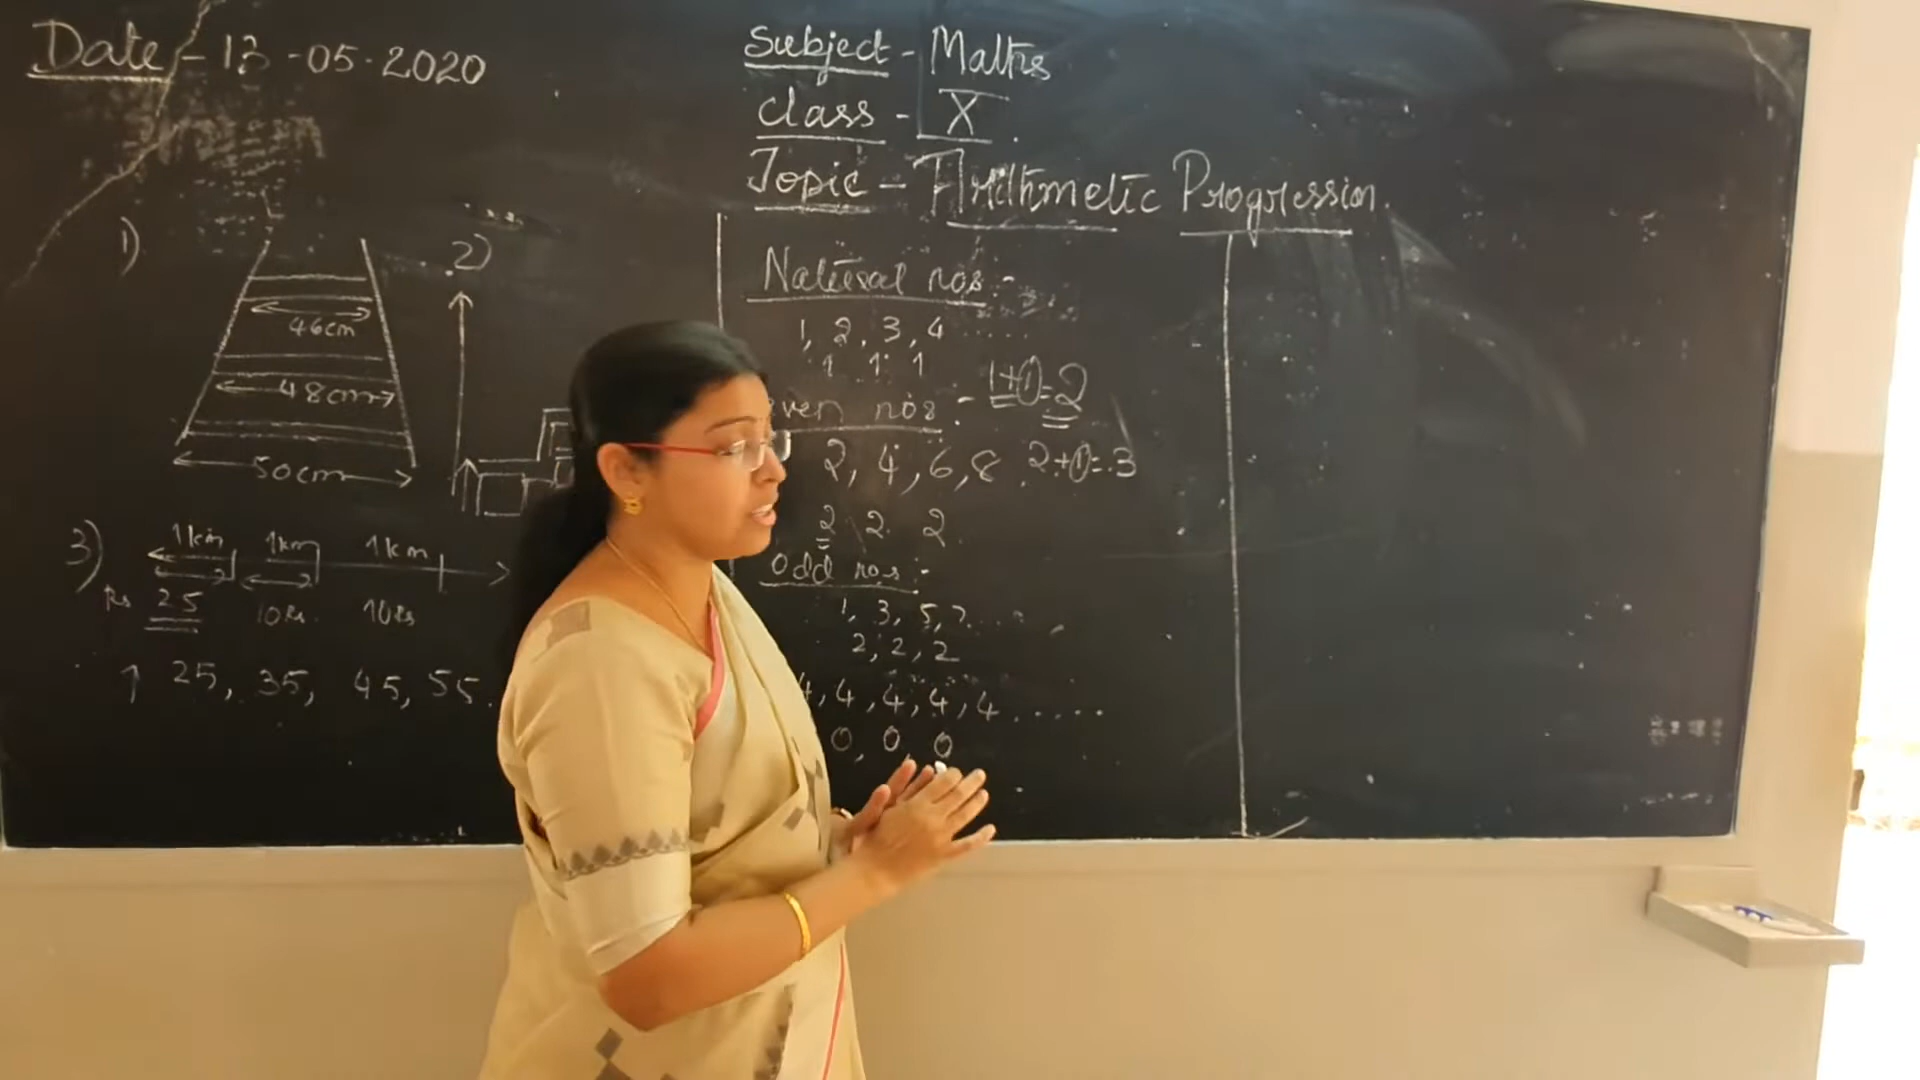 Date - 13 -05.2020
Subject - Maths
Class - X
Topic - Arithmetic Progression.
1)
46cm
48cm
50cm
2)
3)
1km 1km 1km
Rs 25 10Rs. 10Rs
↑ 25, 35, 45, 55.
Natural nos:-
1, 2, 3, 4 .....
1 1 1
even nos - 1+1=2
2, 4, 6, 8. 2+1=3
2 2 2.
Odd nos:-
1, 3, 5, 7....
2, 2, 2
4, 4, 4, 4, 4.....
0, 0, 0